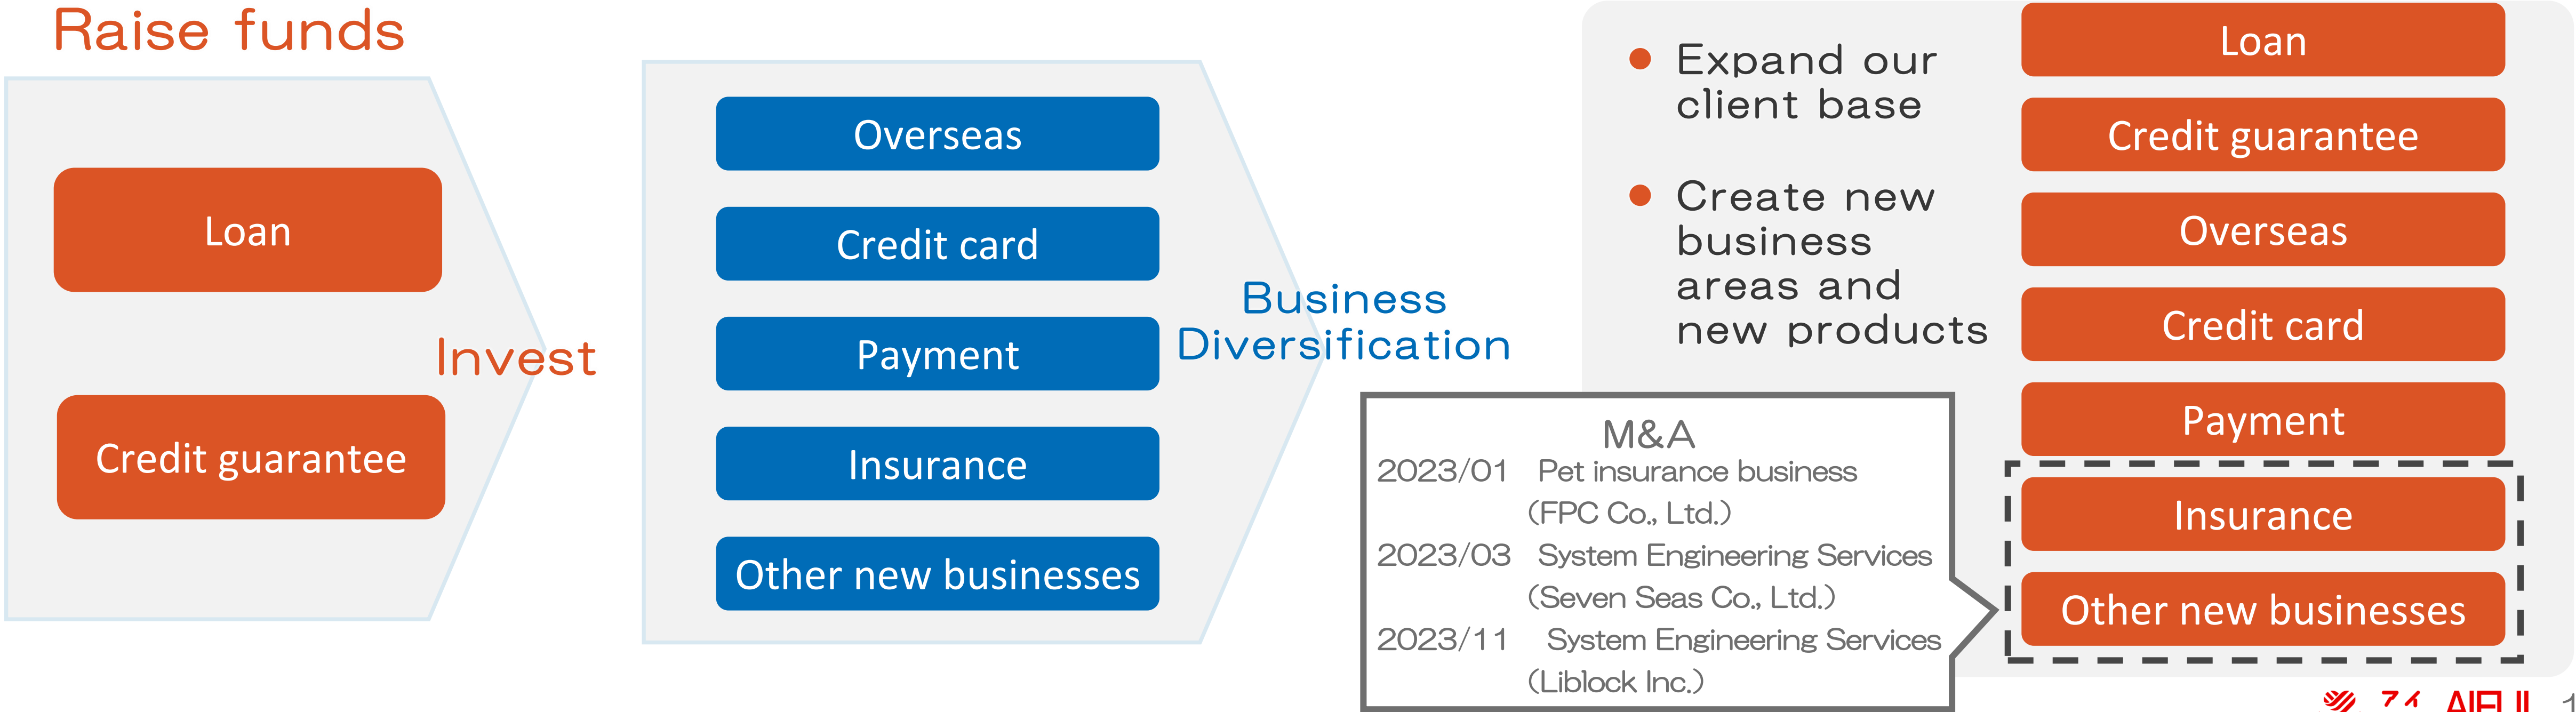 Raise funds
Loan
Credit guarantee
Invest
Overseas
Credit card
Payment
Insurance
Other new businesses
Business
Diversification
Expand our
client base
Create new
business
areas and
new products
M&A
2023/01 Pet insurance business
(FPC Co., Ltd.)
2023/03 System Engineering Services
(Seven Seas Co., Ltd.)
2023/11 System Engineering Services
(Liblock Inc.)
Loan
Credit guarantee
Overseas
Credit card
Payment
Insurance
Other new businesses